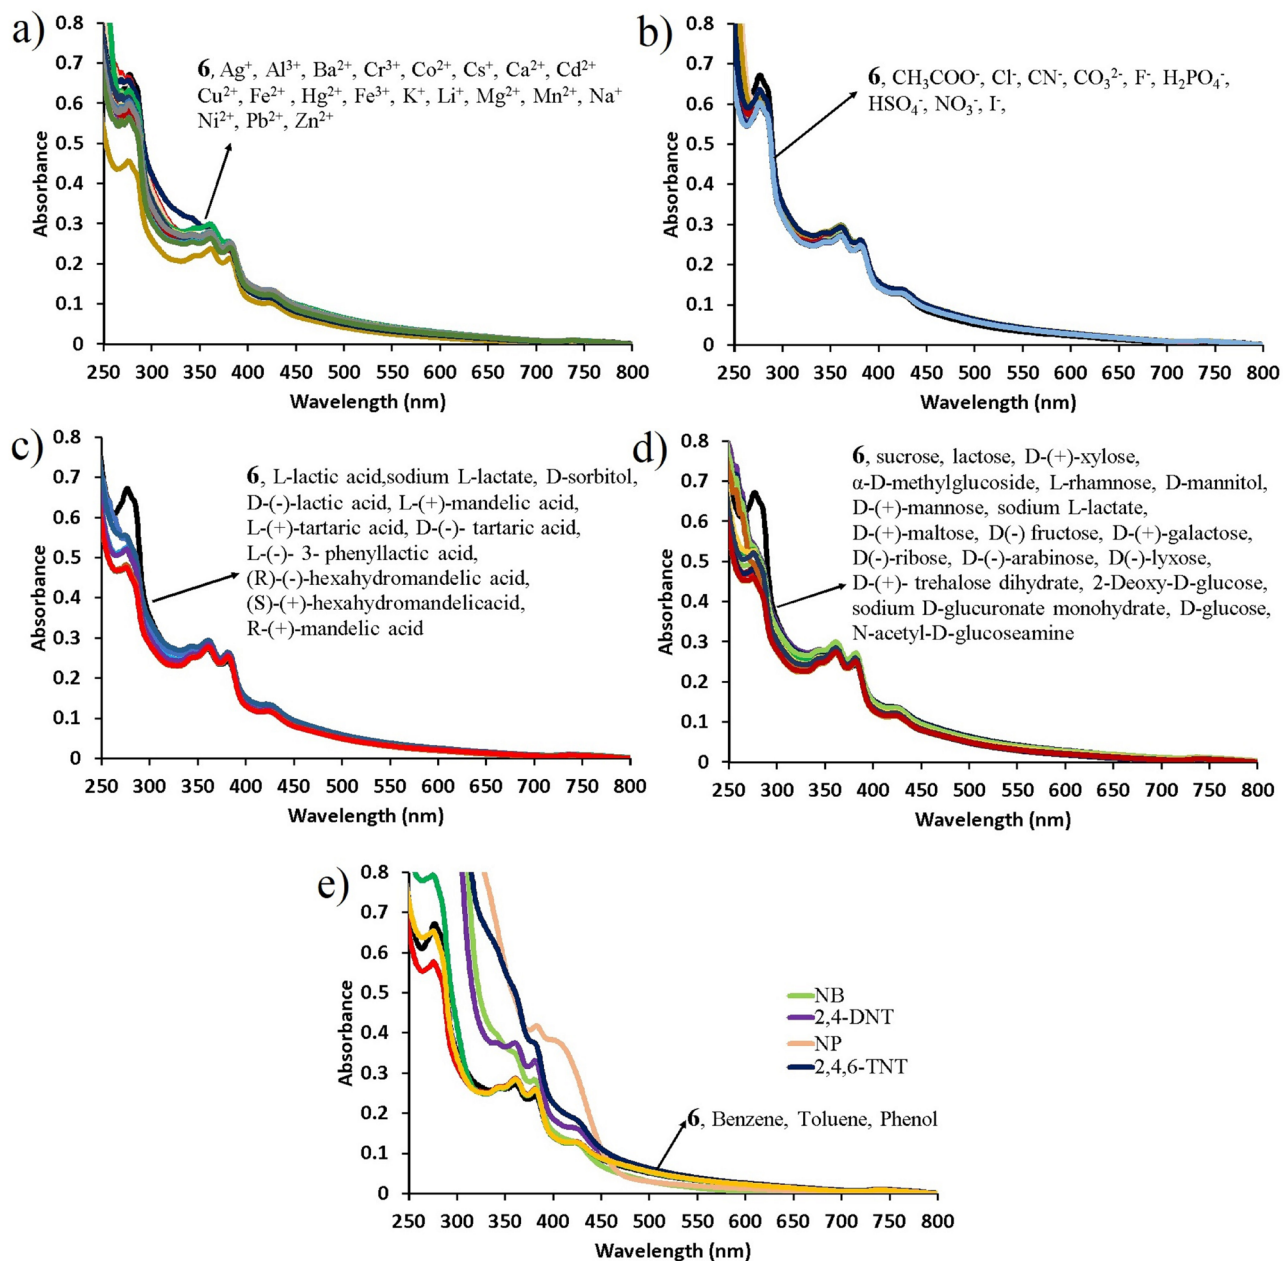 a)
0.8
0.7
0.6
0.5
0.4
0.3
0.2
0.1
0
Absorbance
6, Ag⁺, Al³⁺, Ba²⁺, Cr³⁺, Co²⁺, Cs⁺, Ca²⁺, Cd²⁺
Cu²⁺, Fe²⁺ , Hg²⁺, Fe³⁺, K⁺, Li⁺, Mg²⁺, Mn²⁺, Na⁺
Ni²⁺, Pb²⁺, Zn²⁺
250 300 350 400 450 500 550 600 650 700 750 800
Wavelength (nm)
b)
0.8
0.7
0.6
0.5
0.4
0.3
0.2
0.1
0
Absorbance
6, CH₃COO⁻, Cl⁻, CN⁻, CO₃²⁻, F⁻, H₂PO₄⁻,
HSO₄⁻, NO₃⁻, I⁻,
250 300 350 400 450 500 550 600 650 700 750 800
Wavelength (nm)
c)
0.8
0.7
0.6
0.5
0.4
0.3
0.2
0.1
0
Absorbance
6, L-lactic acid,sodium L-lactate, D-sorbitol,
D-(-)-lactic acid, L-(+)-mandelic acid,
L-(+)-tartaric acid, D-(-)- tartaric acid,
L-(-)- 3- phenyllactic acid,
(R)-(-)-hexahydromandelic acid,
(S)-(+)-hexahydromandelicacid,
R-(+)-mandelic acid
250 300 350 400 450 500 550 600 650 700 750 800
Wavelength (nm)
d)
0.8
0.7
0.6
0.5
0.4
0.3
0.2
0.1
0
Absorbance
6, sucrose, lactose, D-(+)-xylose,
α-D-methylglucoside, L-rhamnose, D-mannitol,
D-(+)-mannose, sodium L-lactate,
D-(+)-maltose, D(-) fructose, D-(+)-galactose,
D(-)-ribose, D-(-)-arabinose, D(-)-lyxose,
D-(+)- trehalose dihydrate, 2-Deoxy-D-glucose,
sodium D-glucuronate monohydrate, D-glucose,
N-acetyl-D-glucoseamine
250 300 350 400 450 500 550 600 650 700 750 800
Wavelength (nm)
e)
0.8
0.7
0.6
0.5
0.4
0.3
0.2
0.1
0
Absorbance
NB
2,4-DNT
NP
2,4,6-TNT
6, Benzene, Toluene, Phenol
250 300 350 400 450 500 550 600 650 700 750 800
Wavelength (nm)